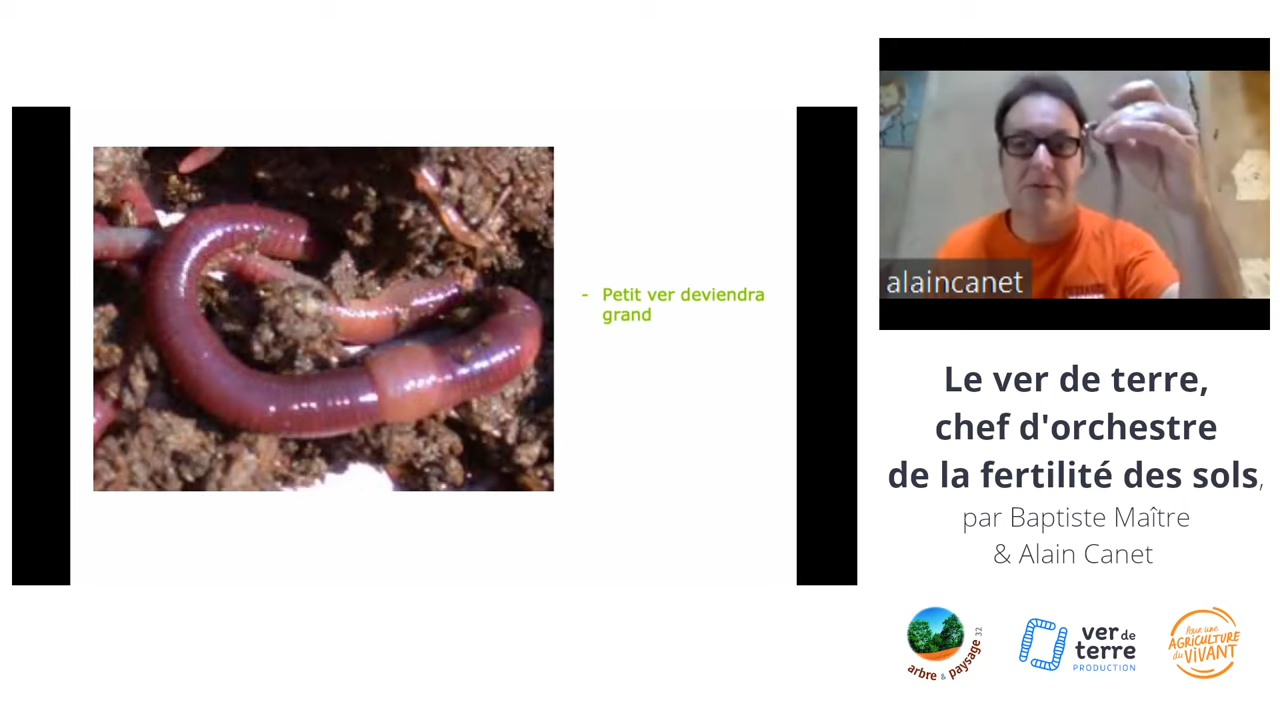 - Petit ver deviendra
grand
alaincanet
Le ver de terre,
chef d'orchestre
de la fertilité des sols,
par Baptiste Maître
& Alain Canet
arbre & paysage 32
ver de
terre
PRODUCTION
Pour une
AGRICULTURE
du VIVANT